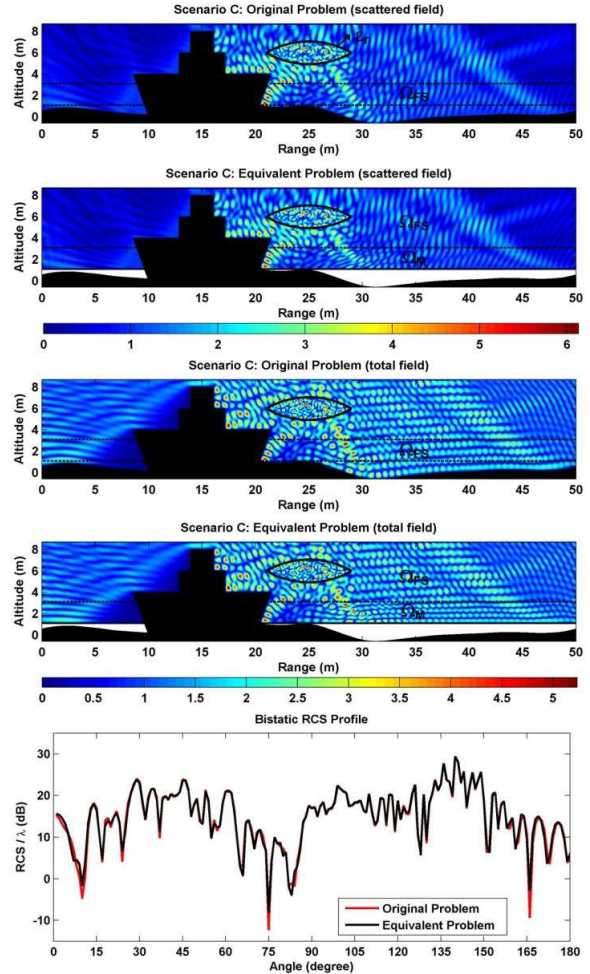 Scenario C: Original Problem (scattered field)
Altitude (m)
8
6
4
2
0
εr
ΩFS
0 5 10 15 20 25 30 35 40 45 50
Range (m)
Scenario C: Equivalent Problem (scattered field)
Altitude (m)
8
6
4
2
0
ΩFS
ΩM
0 5 10 15 20 25 30 35 40 45 50
Range (m)
0 1 2 3 4 5 6
Scenario C: Original Problem (total field)
Altitude (m)
8
6
4
2
0
ΩFS
0 5 10 15 20 25 30 35 40 45 50
Range (m)
Scenario C: Equivalent Problem (total field)
Altitude (m)
8
6
4
2
0
ΩFS
ΩM
0 5 10 15 20 25 30 35 40 45 50
Range (m)
0 0.5 1 1.5 2 2.5 3 3.5 4 4.5 5
Bistatic RCS Profile
RCS / λ (dB)
30
20
10
0
-10
Original Problem
Equivalent Problem
0 15 30 45 60 75 90 105 120 135 150 165 180
Angle (degree)